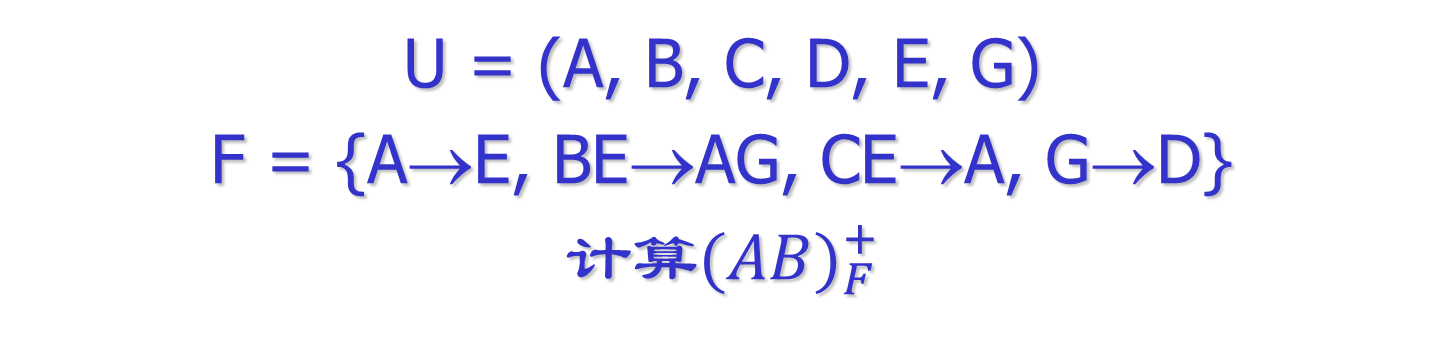 U = (A, B, C, D, E, G)
F = {A→E, BE→AG, CE→A, G→D}
计算$(AB)_F^+$